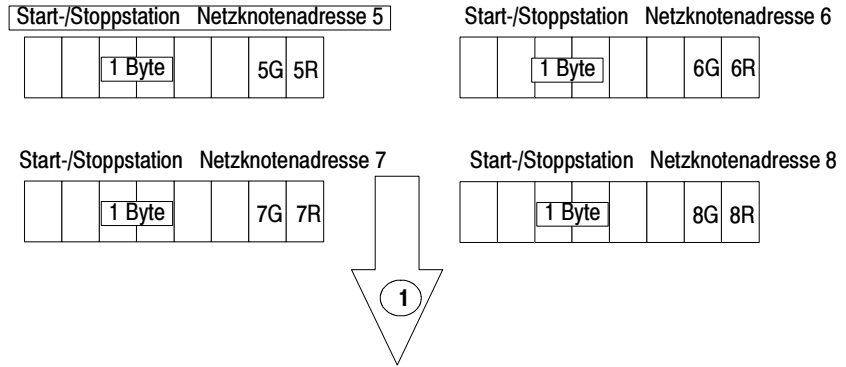 Start-/Stoppstation Netzknotenadresse 5
Start-/Stoppstation Netzknotenadresse 6
1 Byte 5G 5R
1 Byte 6G 6R
Start-/Stoppstation Netzknotenadresse 7
Start-/Stoppstation Netzknotenadresse 8
1 Byte 7G 7R
1 Byte 8G 8R
1